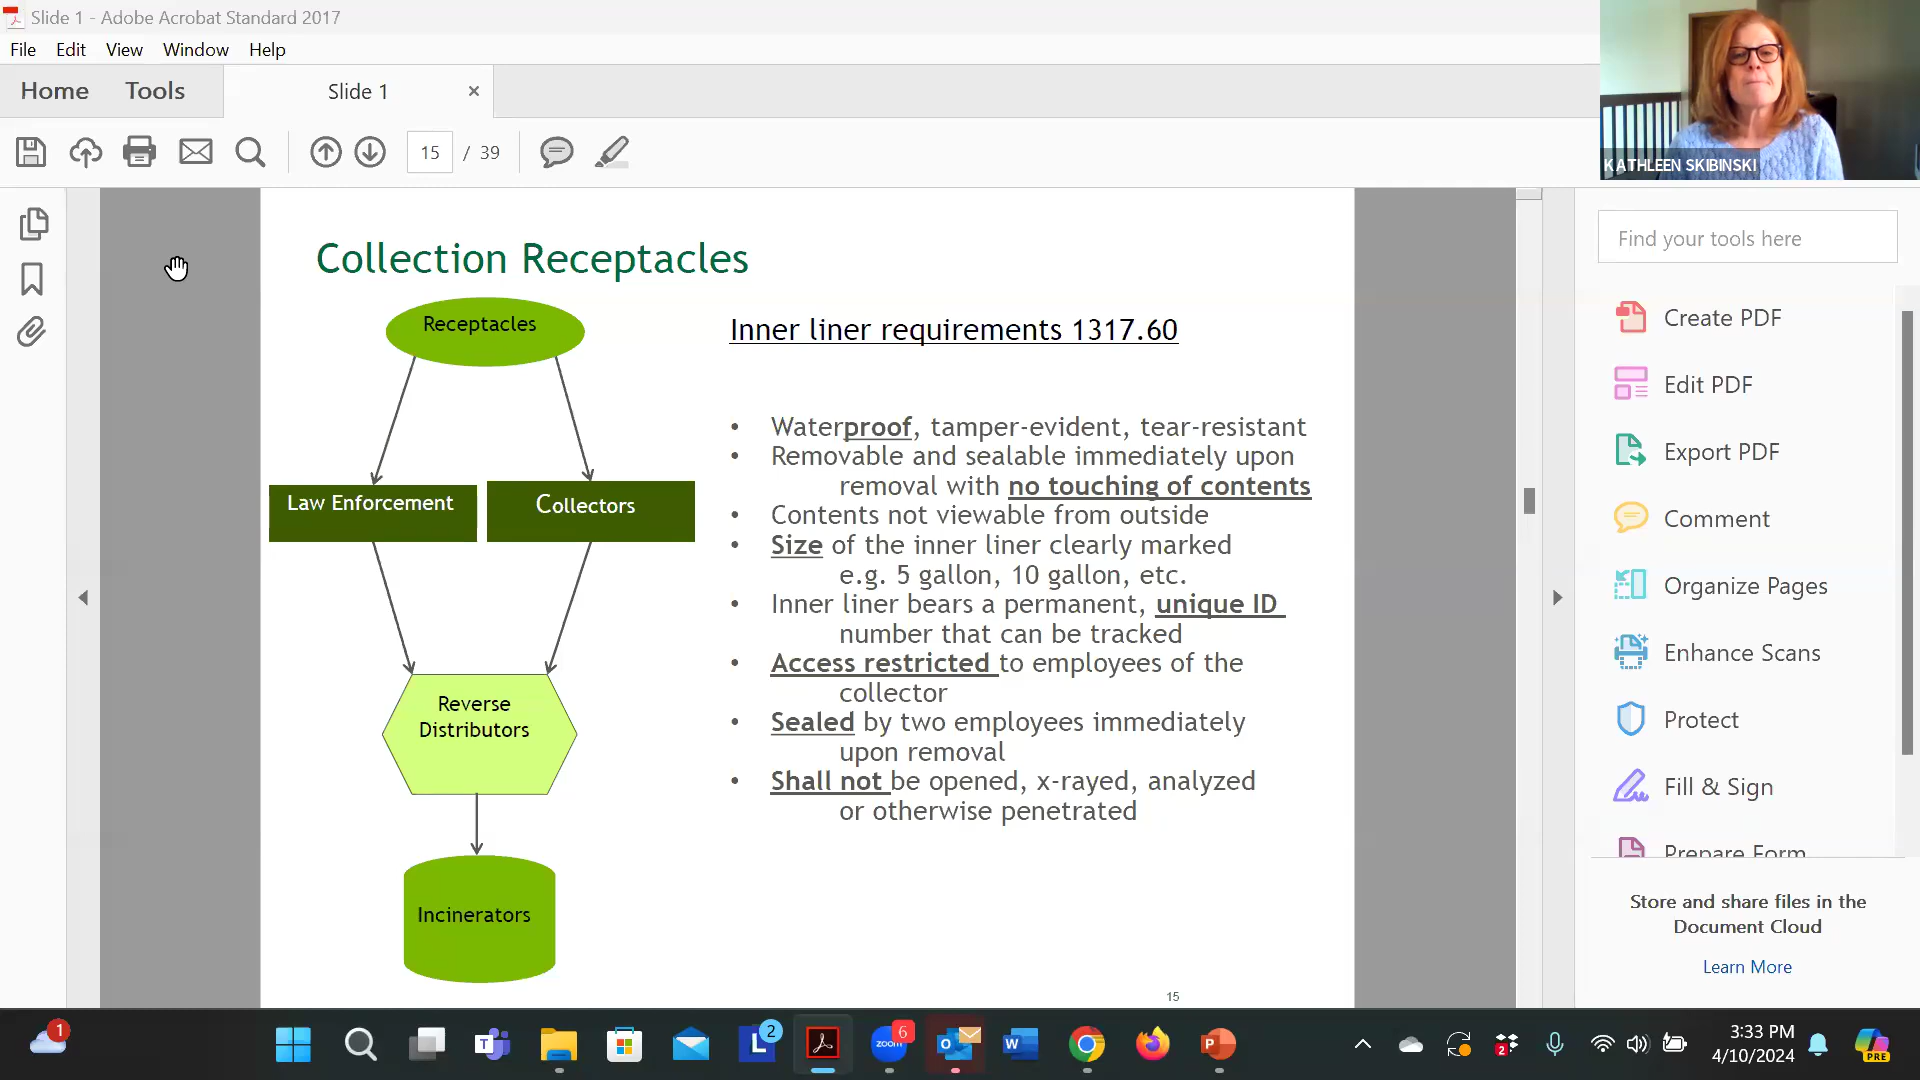 Slide 1 - Adobe Acrobat Standard 2017
File Edit View Window Help
Home Tools Slide 1
15 / 39
KATHLEEN SKIBINSKI
Collection Receptacles
Receptacles
Law Enforcement
Collectors
Reverse
Distributors
Incinerators
Inner liner requirements 1317.60
• Waterproof, tamper-evident, tear-resistant
• Removable and sealable immediately upon
removal with no touching of contents
• Contents not viewable from outside
• Size of the inner liner clearly marked
e.g. 5 gallon, 10 gallon, etc.
• Inner liner bears a permanent, unique ID
number that can be tracked
• Access restricted to employees of the
collector
• Sealed by two employees immediately
upon removal
• Shall not be opened, x-rayed, analyzed
or otherwise penetrated
15
Find your tools here
Create PDF
Edit PDF
Export PDF
Comment
Organize Pages
Enhance Scans
Protect
Fill & Sign
Prepare Form
Store and share files in the
Document Cloud
Learn More
1
T
L
2
zoom
6
O
W
P
2
3:33 PM
4/10/2024
PRE